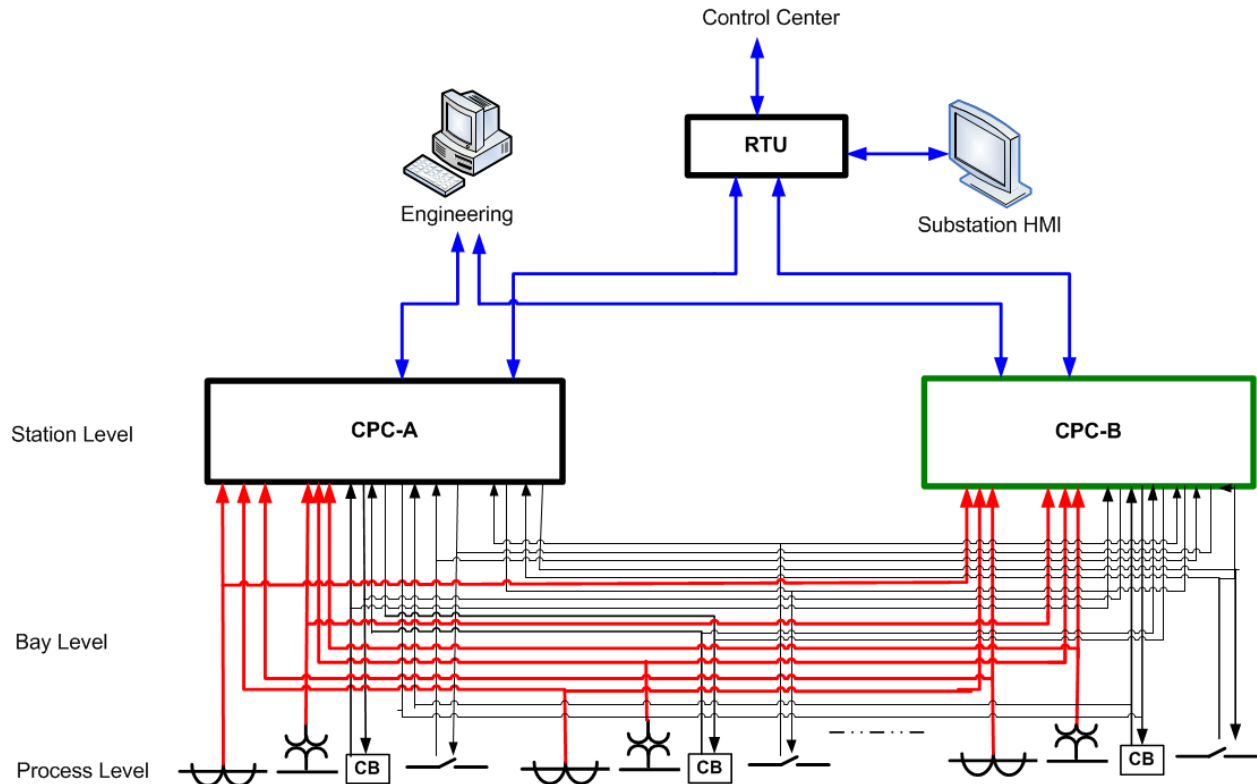 Control Center
RTU
Engineering
Substation HMI
Station Level
CPC-A
CPC-B
Bay Level
Process Level
CB
CB
CB